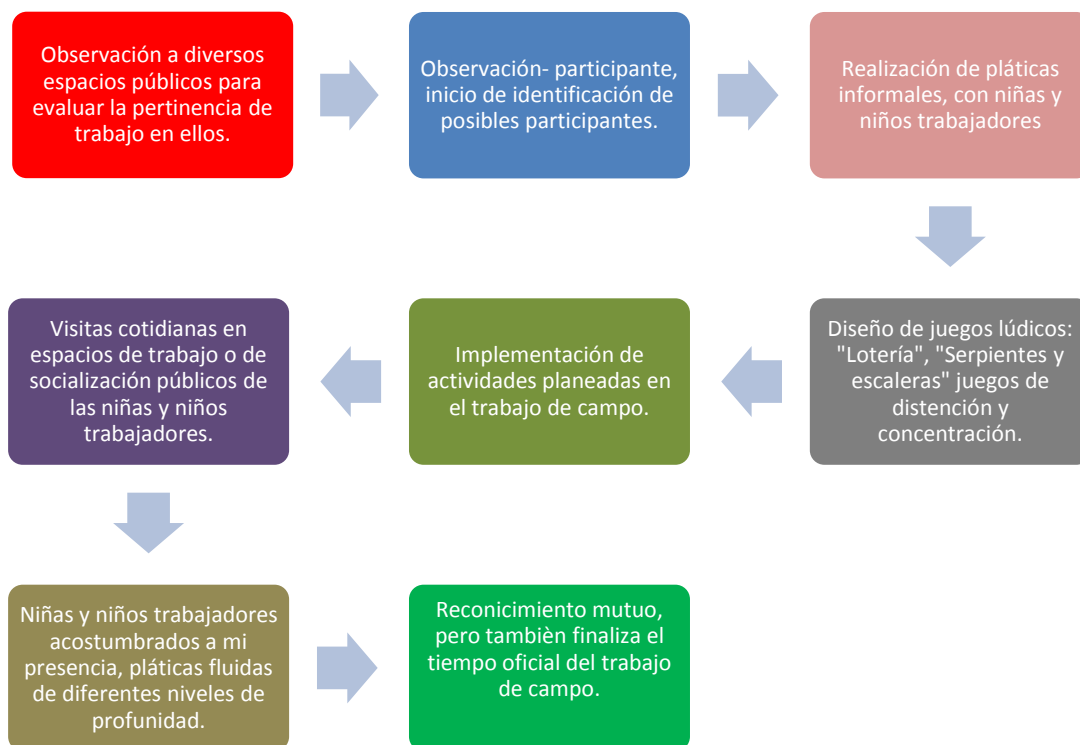 Observación a diversos
espacios públicos para
evaluar la pertinencia de
trabajo en ellos.
Observación- participante,
inicio de identificación de
posibles participantes.
Realización de pláticas
informales, con niñas y
niños trabajadores
Diseño de juegos lúdicos:
"Lotería", "Serpientes y
escaleras" juegos de
distención y
concentración.
Implementación de
actividades planeadas en
el trabajo de campo.
Visitas cotidianas en
espacios de trabajo o de
socialización públicos de
las niñas y niños
trabajadores.
Niñas y niños trabajadores
acostumbrados a mi
presencia, pláticas fluidas
de diferentes niveles de
profunidad.
Reconicimiento mutuo,
pero tambièn finaliza el
tiempo oficial del trabajo
de campo.